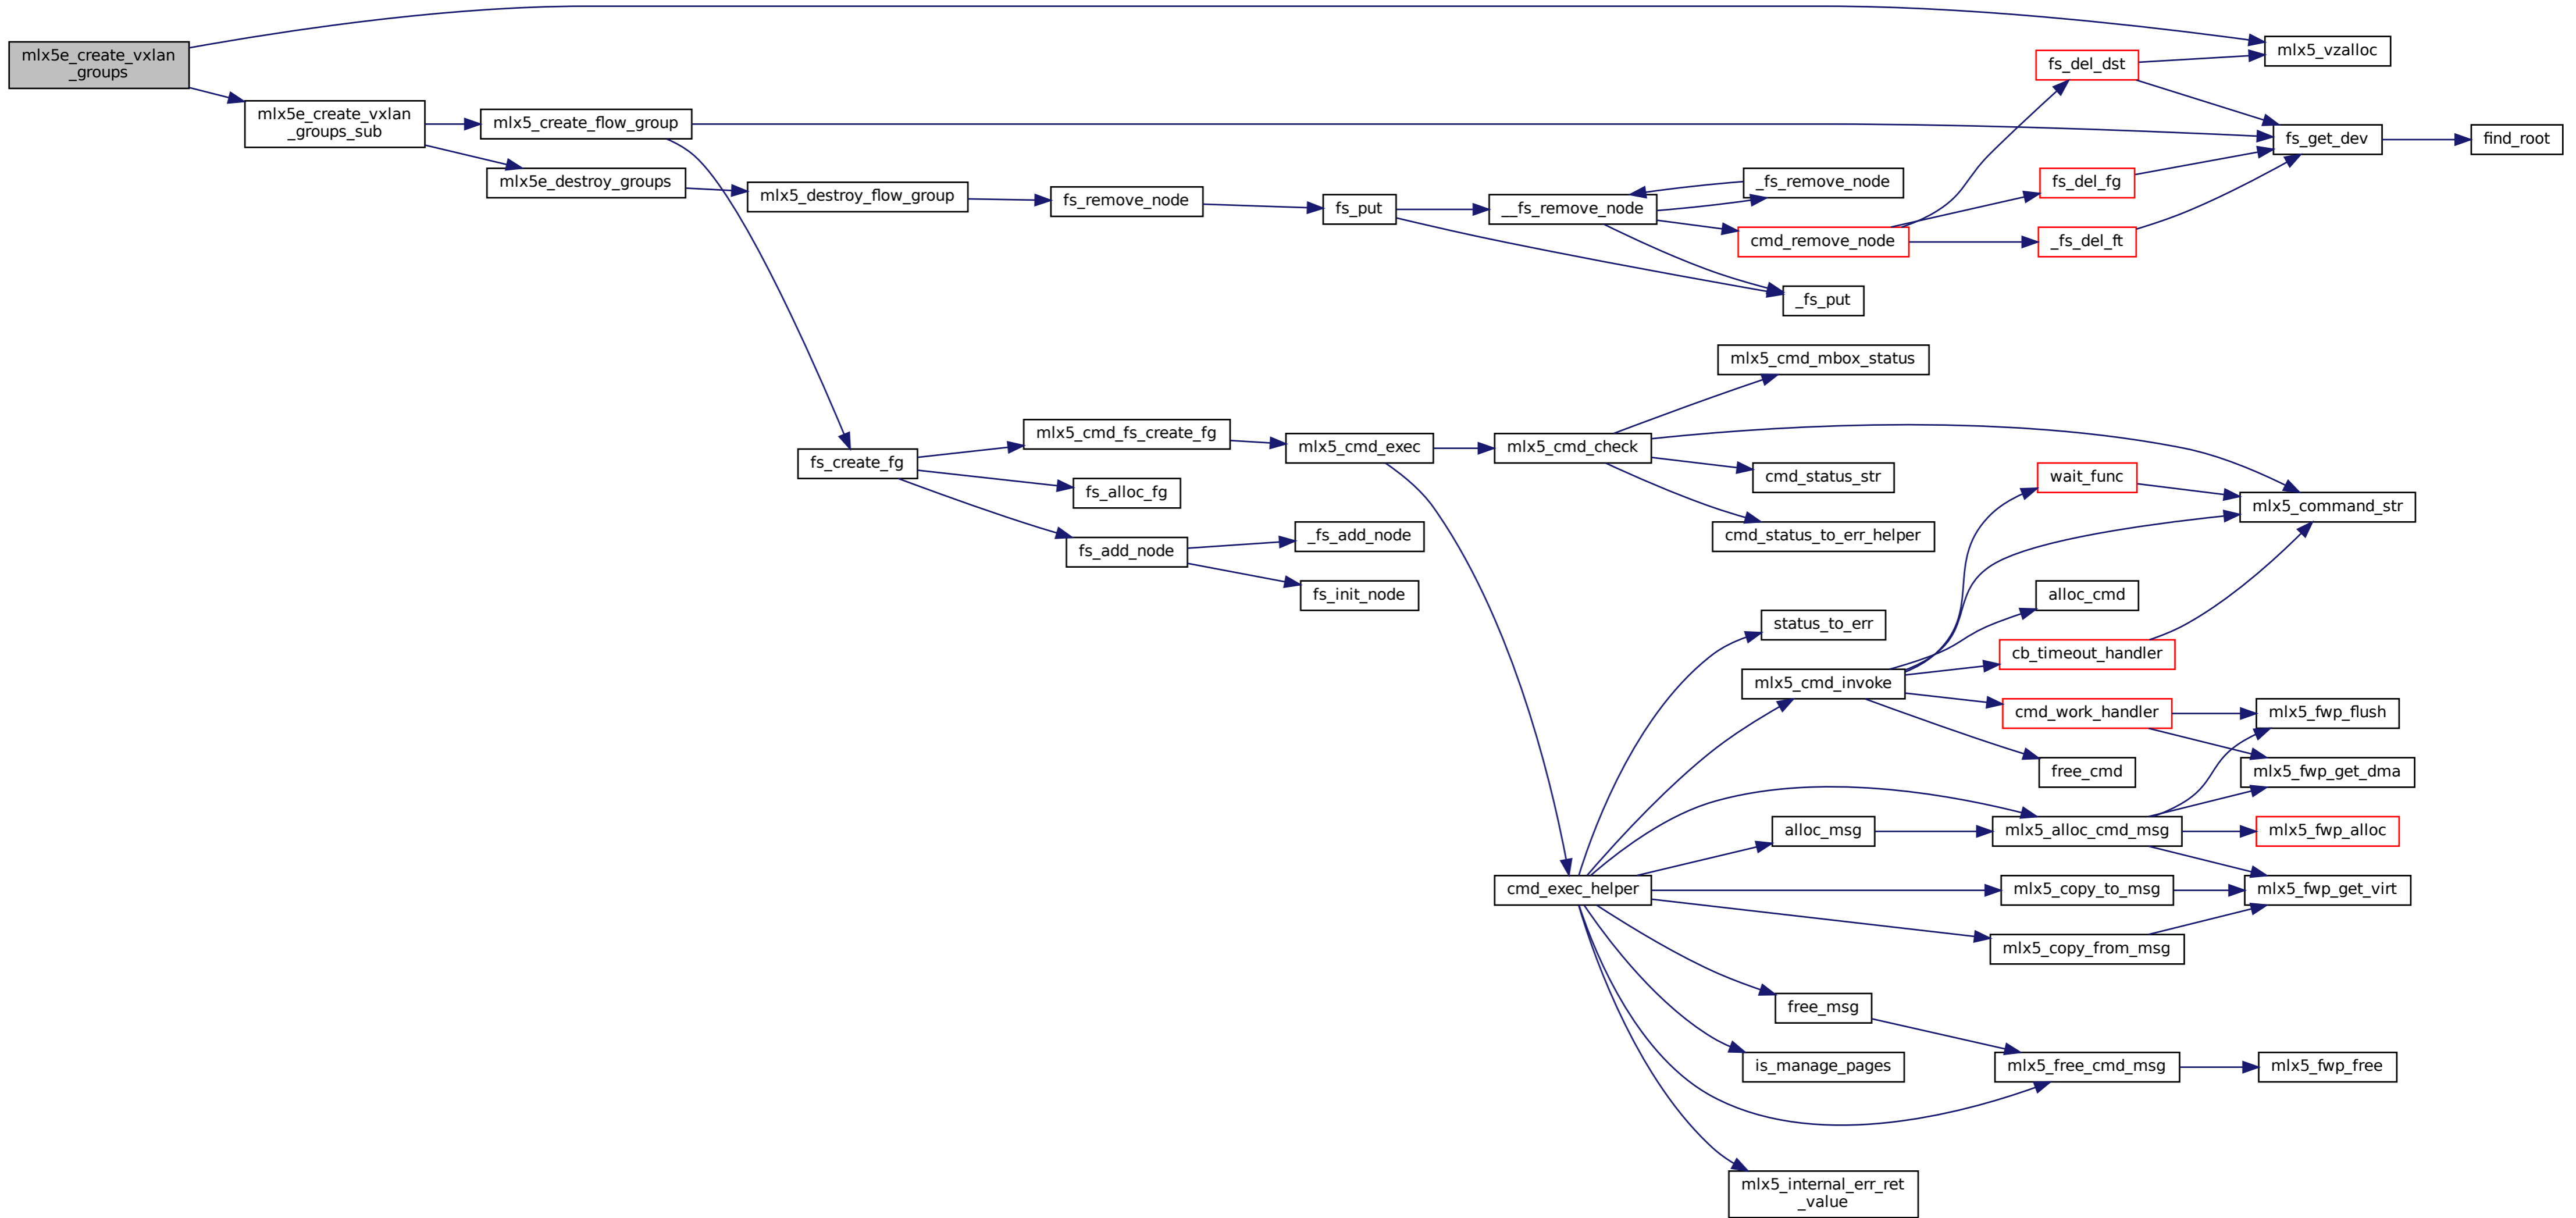 mlx5e_create_vxlan
_groups
mlx5_vzalloc
fs_del_dst
mlx5e_create_vxlan
_groups_sub
mlx5_create_flow_group
fs_get_dev
find_root
mlx5e_destroy_groups
mlx5_destroy_flow_group
fs_remove_node
fs_put
__fs_remove_node
_fs_remove_node
fs_del_fg
cmd_remove_node
_fs_del_ft
_fs_put
mlx5_cmd_mbox_status
fs_create_fg
mlx5_cmd_fs_create_fg
mlx5_cmd_exec
mlx5_cmd_check
cmd_status_str
wait_func
fs_alloc_fg
mlx5_command_str
cmd_status_to_err_helper
fs_add_node
_fs_add_node
fs_init_node
alloc_cmd
status_to_err
cb_timeout_handler
mlx5_cmd_invoke
cmd_work_handler
mlx5_fwp_flush
free_cmd
mlx5_fwp_get_dma
alloc_msg
mlx5_alloc_cmd_msg
mlx5_fwp_alloc
cmd_exec_helper
mlx5_copy_to_msg
mlx5_fwp_get_virt
mlx5_copy_from_msg
free_msg
is_manage_pages
mlx5_free_cmd_msg
mlx5_fwp_free
mlx5_internal_err_ret
_value